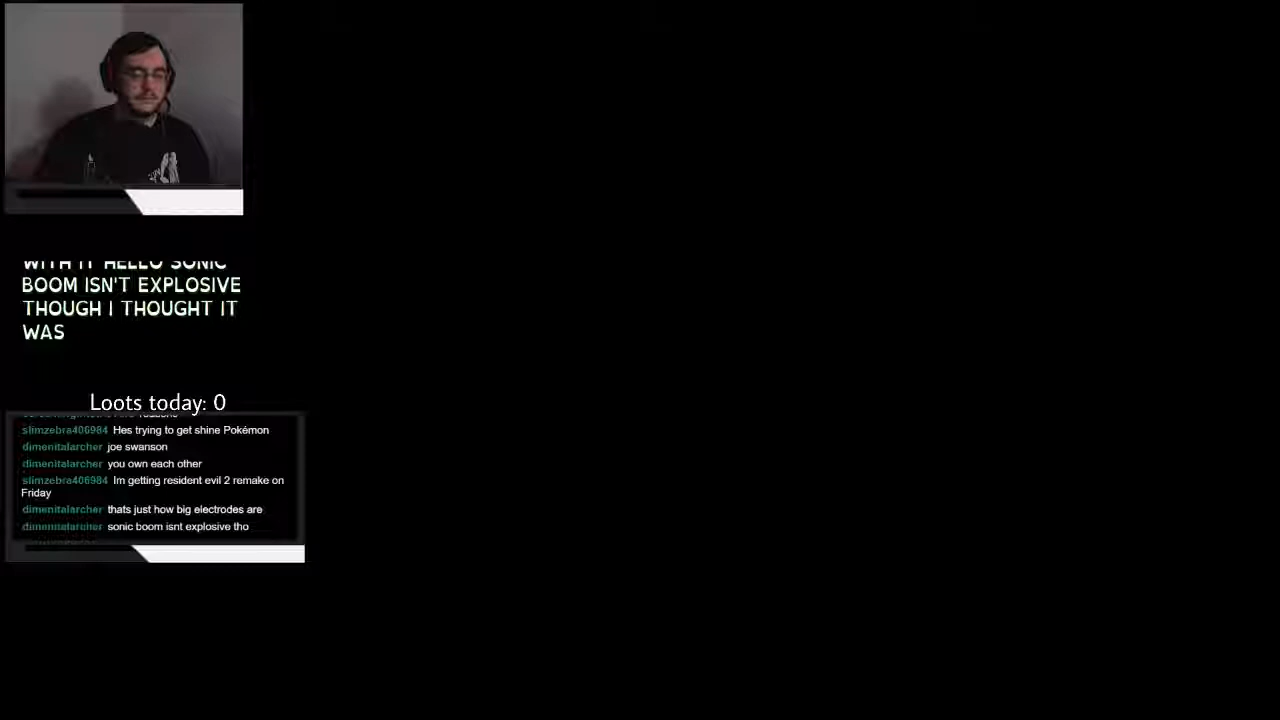 WITH IT HELLO SONIC
BOOM ISN'T EXPLOSIVE
THOUGH I THOUGHT IT
WAS
Loots today: 0
slimzebra406984 Hes trying to get shine Pokémon
dimenitalarcher joe swanson
dimenitalarcher you own each other
slimzebra406984 Im getting resident evil 2 remake on
Friday
dimenitalarcher thats just how big electrodes are
dimenitalarcher sonic boom isnt explosive tho